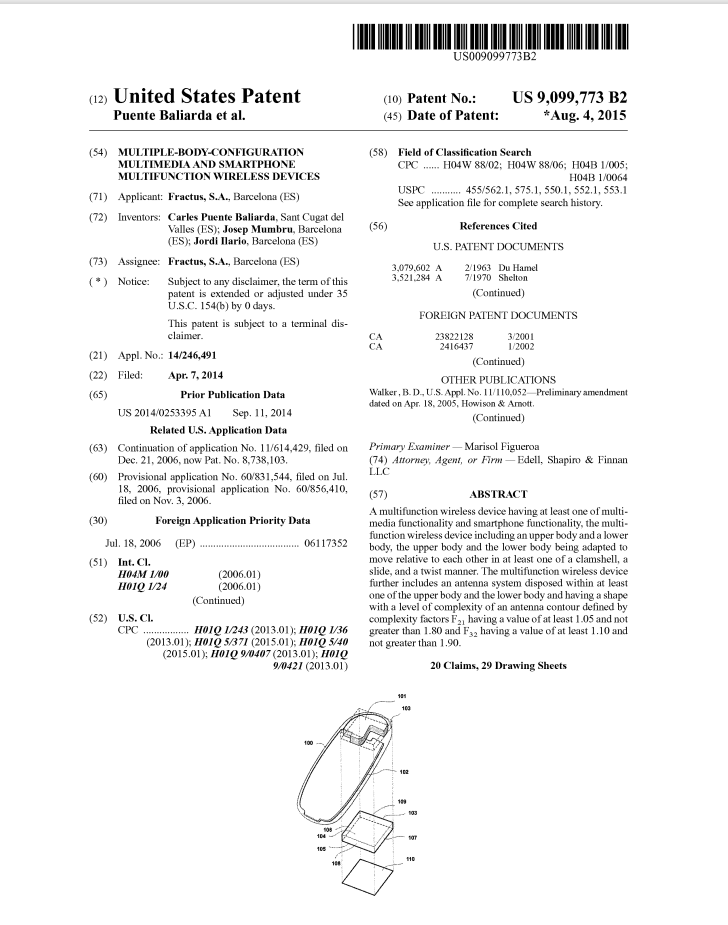 US009099773B2
(12) United States Patent
Puente Baliarda et al.
(10) Patent No.: US 9,099,773 B2
(45) Date of Patent: *Aug. 4, 2015
(54) MULTIPLE-BODY-CONFIGURATION
MULTIMEDIA AND SMARTPHONE
MULTIFUNCTION WIRELESS DEVICES
(71) Applicant: Fractus, S.A., Barcelona (ES)
(72) Inventors: Carles Puente Baliarda, Sant Cugat del
Valles (ES); Josep Mumbru, Barcelona
(ES); Jordi Ilario, Barcelona (ES)
(73) Assignee: Fractus, S.A., Barcelona (ES)
( * ) Notice: Subject to any disclaimer, the term of this
patent is extended or adjusted under 35
U.S.C. 154(b) by 0 days.
This patent is subject to a terminal dis-
claimer.
(21) Appl. No.: 14/246,491
(22) Filed: Apr. 7, 2014
(65) Prior Publication Data
US 2014/0253395 A1 Sep. 11, 2014
Related U.S. Application Data
(63) Continuation of application No. 11/614,429, filed on
Dec. 21, 2006, now Pat. No. 8,738,103.
(60) Provisional application No. 60/831,544, filed on Jul.
18, 2006, provisional application No. 60/856,410,
filed on Nov. 3, 2006.
(30) Foreign Application Priority Data
Jul. 18, 2006 (EP) ..................................... 06117352
(51) Int. Cl.
H04M 1/00 (2006.01)
H01Q 1/24 (2006.01)
(Continued)
(52) U.S. Cl.
CPC ................. H01Q 1/243 (2013.01); H01Q 1/36
(2013.01); H01Q 5/371 (2015.01); H01Q 5/40
(2015.01); H01Q 9/0407 (2013.01); H01Q
9/0421 (2013.01)
(58) Field of Classification Search
CPC ...... H04W 88/02; H04W 88/06; H04B 1/005;
H04B 1/0064
USPC ........... 455/562.1, 575.1, 550.1, 552.1, 553.1
See application file for complete search history.
(56) References Cited
U.S. PATENT DOCUMENTS
3,079,602 A 2/1963 Du Hamel
3,521,284 A 7/1970 Shelton
(Continued)
FOREIGN PATENT DOCUMENTS
CA 23822128 3/2001
CA 2416437 1/2002
(Continued)
OTHER PUBLICATIONS
Walker, B. D., U.S. Appl. No. 11/110,052—Preliminary amendment
dated on Apr. 18, 2005, Howison & Arnott.
(Continued)
Primary Examiner — Marisol Figueroa
(74) Attorney, Agent, or Firm — Edell, Shapiro & Finnan
LLC
(57) ABSTRACT
A multifunction wireless device having at least one of multi-
media functionality and smartphone functionality, the multi-
function wireless device including an upper body and a lower
body, the upper body and the lower body being adapted to
move relative to each other in at least one of a clamshell, a
slide, and a twist manner. The multifunction wireless device
further includes an antenna system disposed within at least
one of the upper body and the lower body and having a shape
with a level of complexity of an antenna contour defined by
complexity factors F21 having a value of at least 1.05 and not
greater than 1.80 and F32 having a value of at least 1.10 and
not greater than 1.90.
20 Claims, 29 Drawing Sheets
101
103
100
102
109
103
106
104
107
105
108
110